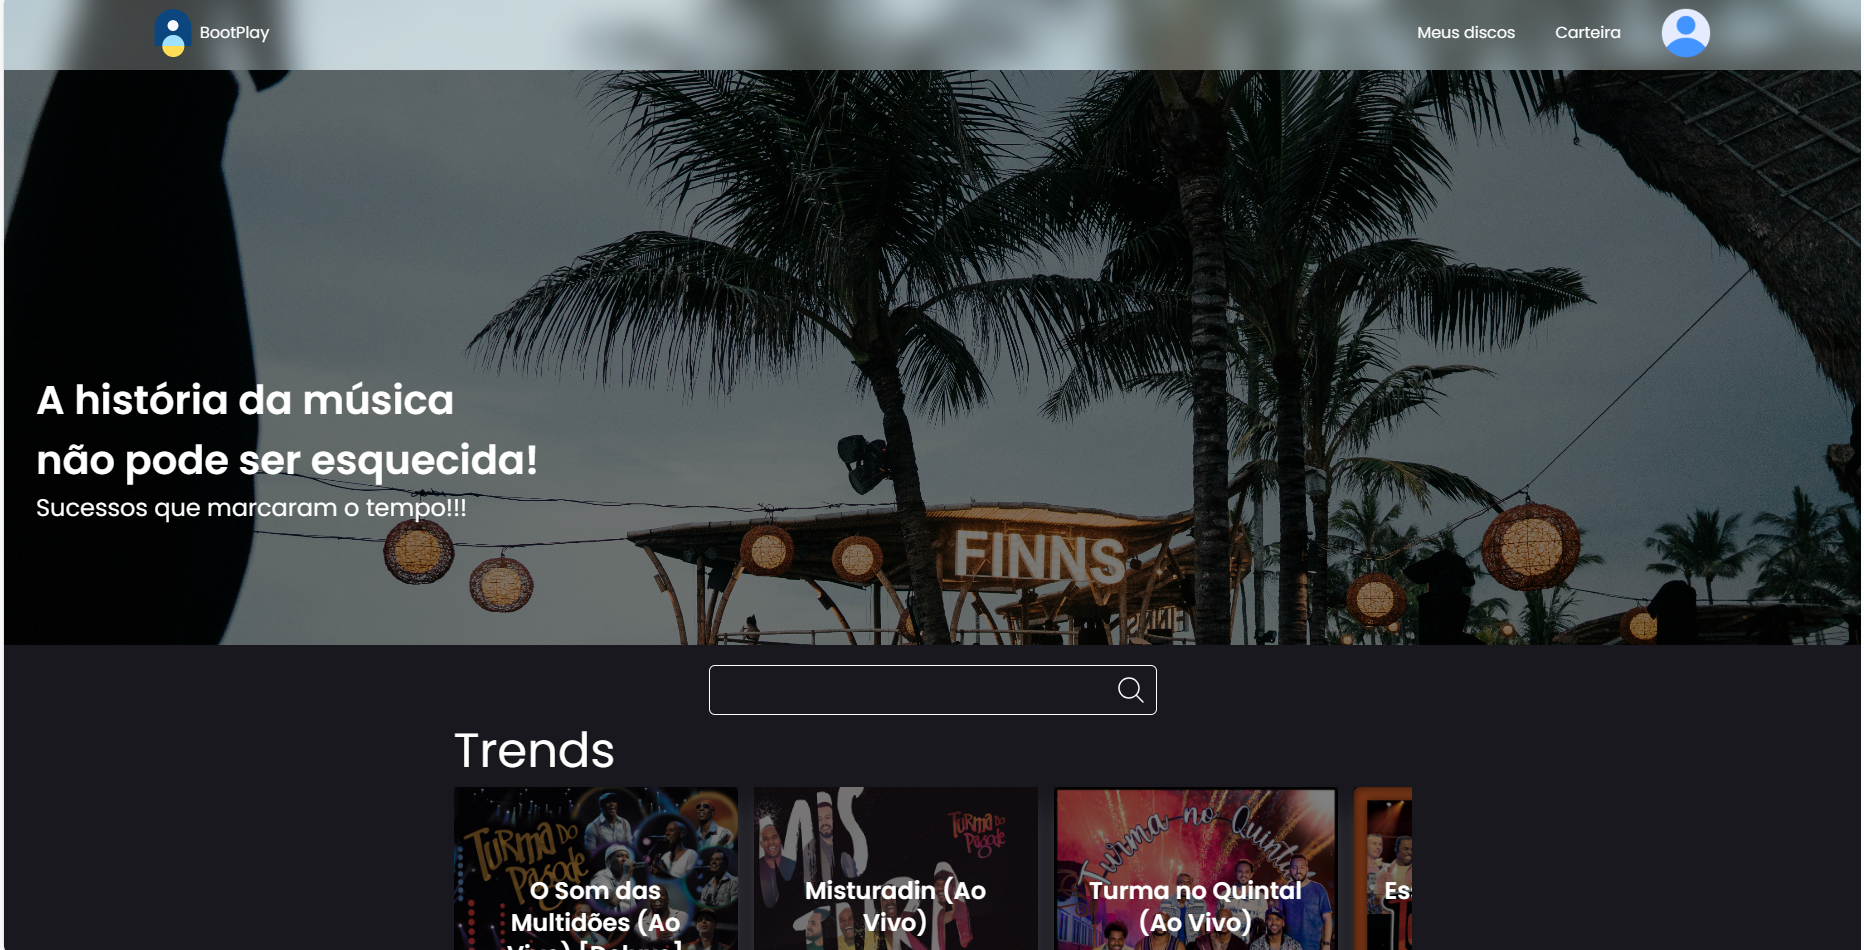 BootPlay
Meus discos
Carteira
A história da música
não pode ser esquecida!
Sucessos que marcaram o tempo!!!
FINNS
Trends
TURMA DO
Pagode
O Som das
Multidões (Ao
TURMA DO
Pagode
Misturadin (Ao
Vivo)
Turma no Quintal
Turma no Quintal
(Ao Vivo)